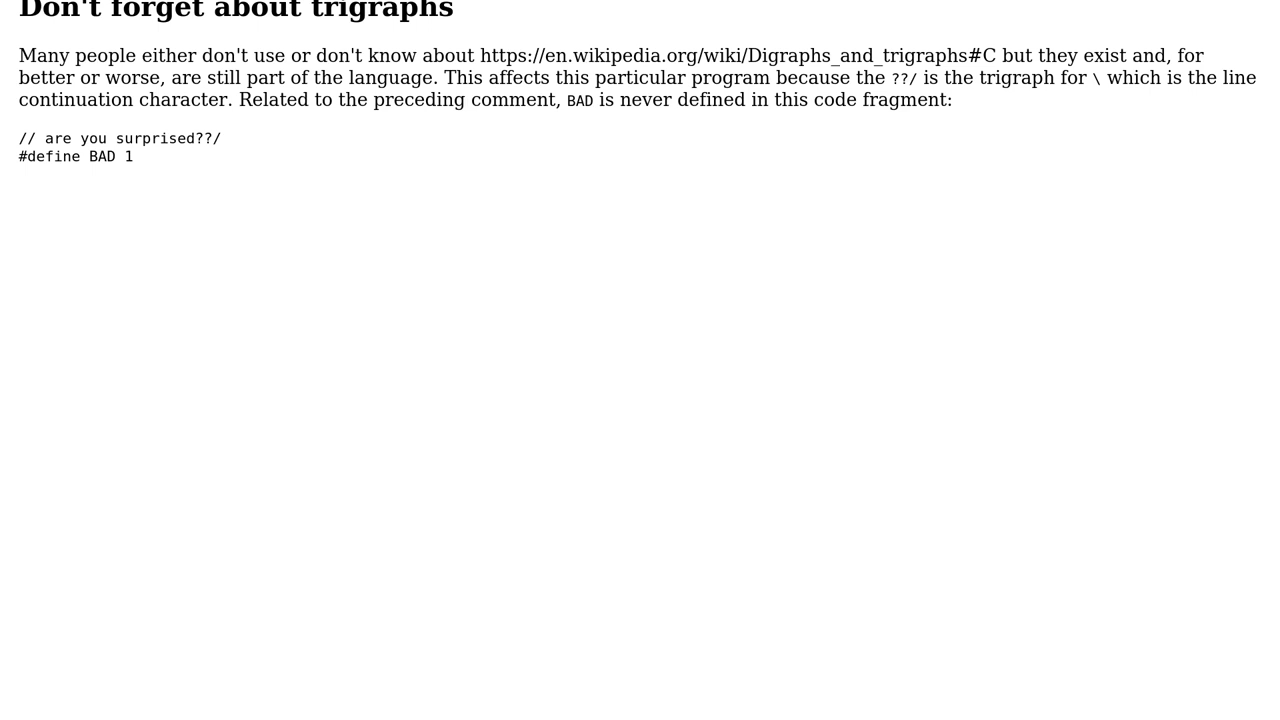 Don't forget about trigraphs
Many people either don't use or don't know about https://en.wikipedia.org/wiki/Digraphs_and_trigraphs#C but they exist and, for
better or worse, are still part of the language. This affects this particular program because the ??/ is the trigraph for \ which is the line
continuation character. Related to the preceding comment, BAD is never defined in this code fragment:
// are you surprised??/
#define BAD 1